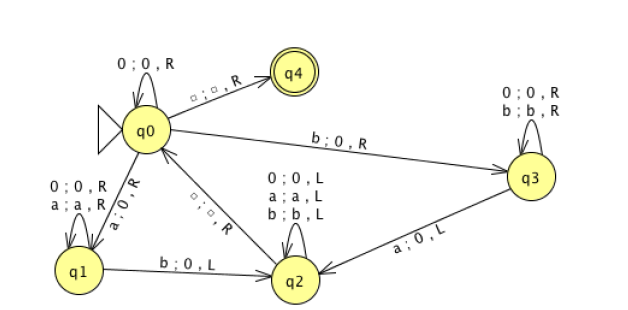 0 ; 0 , R
□ ; □ , R
q4
q0
b ; 0 , R
0 ; 0 , R
b ; b , R
q3
0 ; 0 , R
a ; a , R
a ; 0 , R
□ ; □ , R
0 ; 0 , L
a ; a , L
b ; b , L
a ; 0 , L
q1
b ; 0 , L
q2